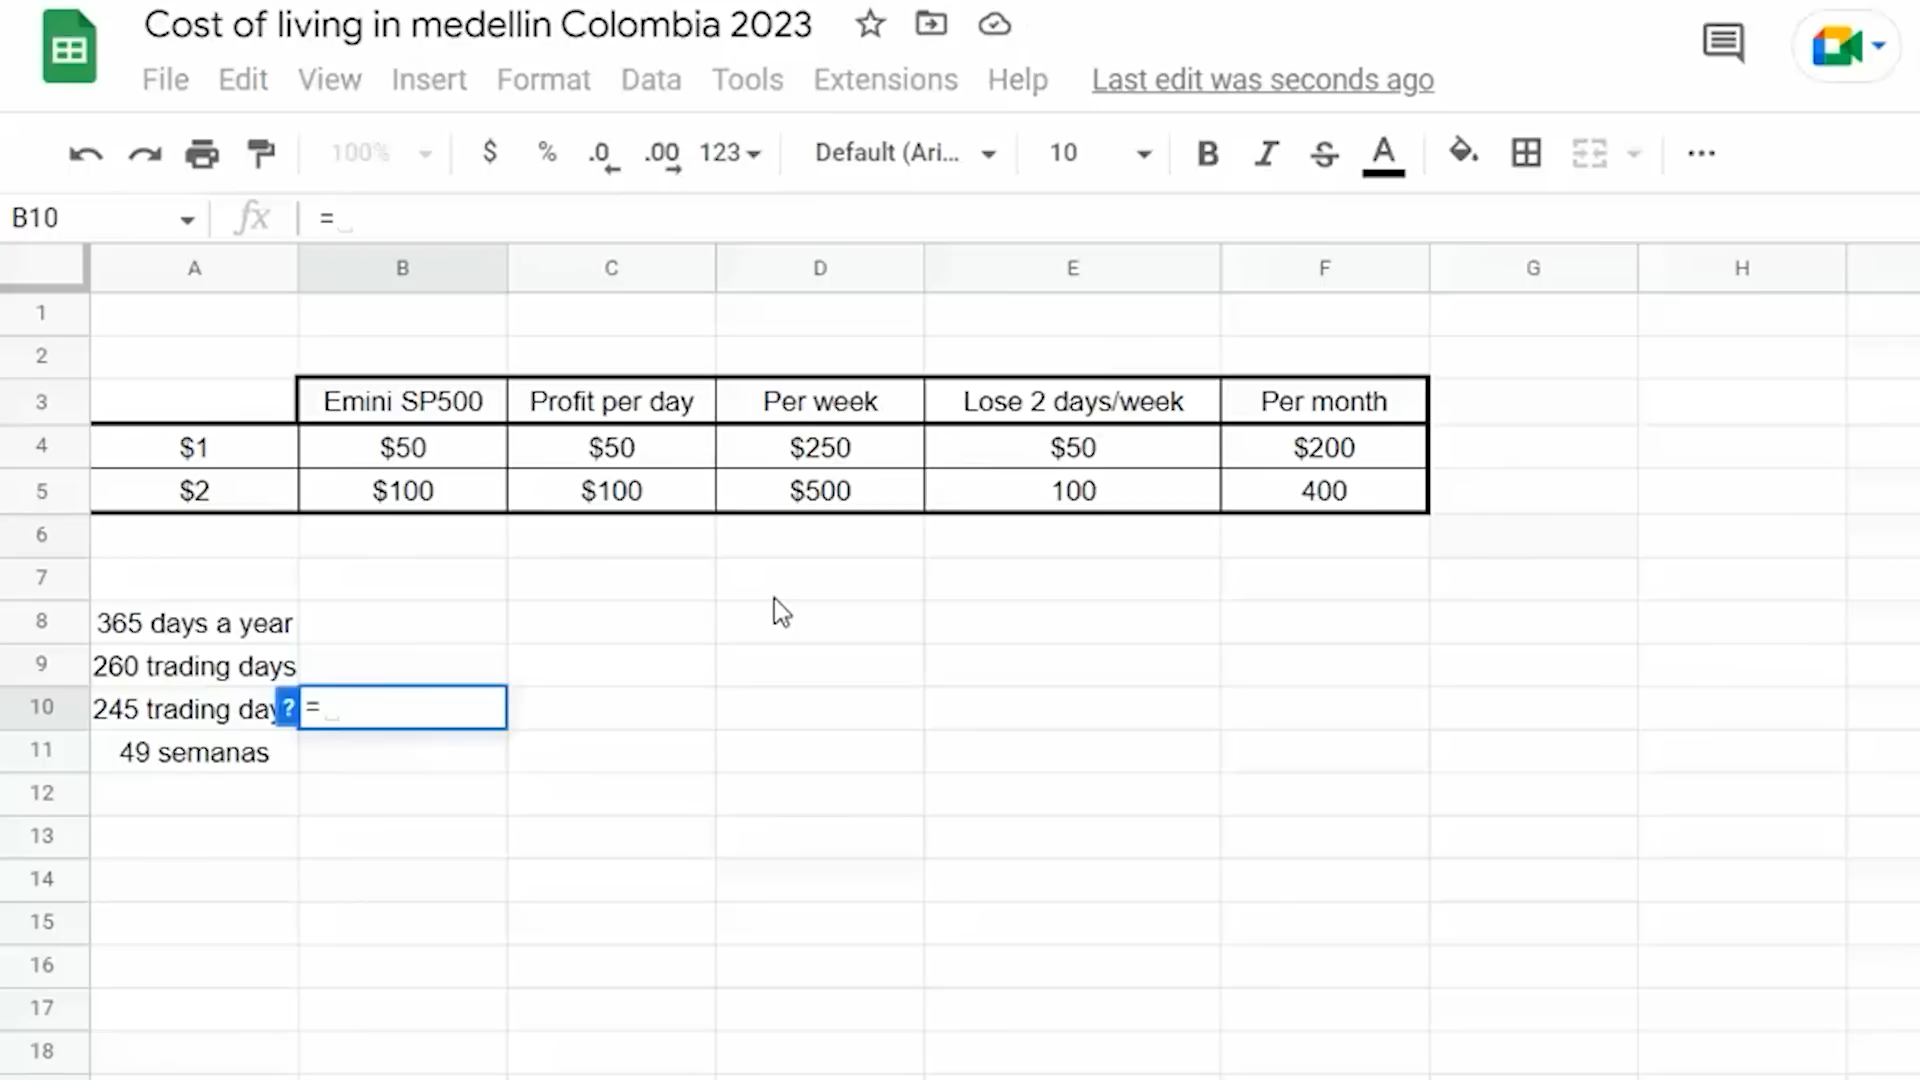 Cost of living in medellin Colombia 2023
File Edit View Insert Format Data Tools Extensions Help Last edit was seconds ago
100% $ % .0 .00 123 Default (Ari... 10 B I S A
B10 fx =
A B C D E F G H
1
2
3 Emini SP500 Profit per day Per week Lose 2 days/week Per month
4 $1 $50 $50 $250 $50 $200
5 $2 $100 $100 $500 100 400
6
7
8 365 days a year
9 260 trading days
10 245 trading day ? =
11 49 semanas
12
13
14
15
16
17
18